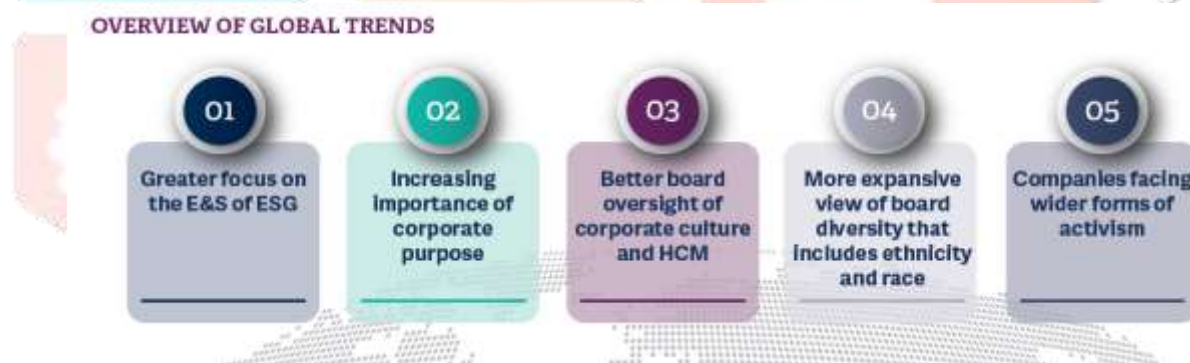 OVERVIEW OF GLOBAL TRENDS
01
Greater focus on
the E&S of ESG
02
Increasing
importance of
corporate
purpose
03
Better board
oversight of
corporate culture
and HCM
04
More expansive
view of board
diversity that
includes ethnicity
and race
05
Companies facing
wider forms of
activism